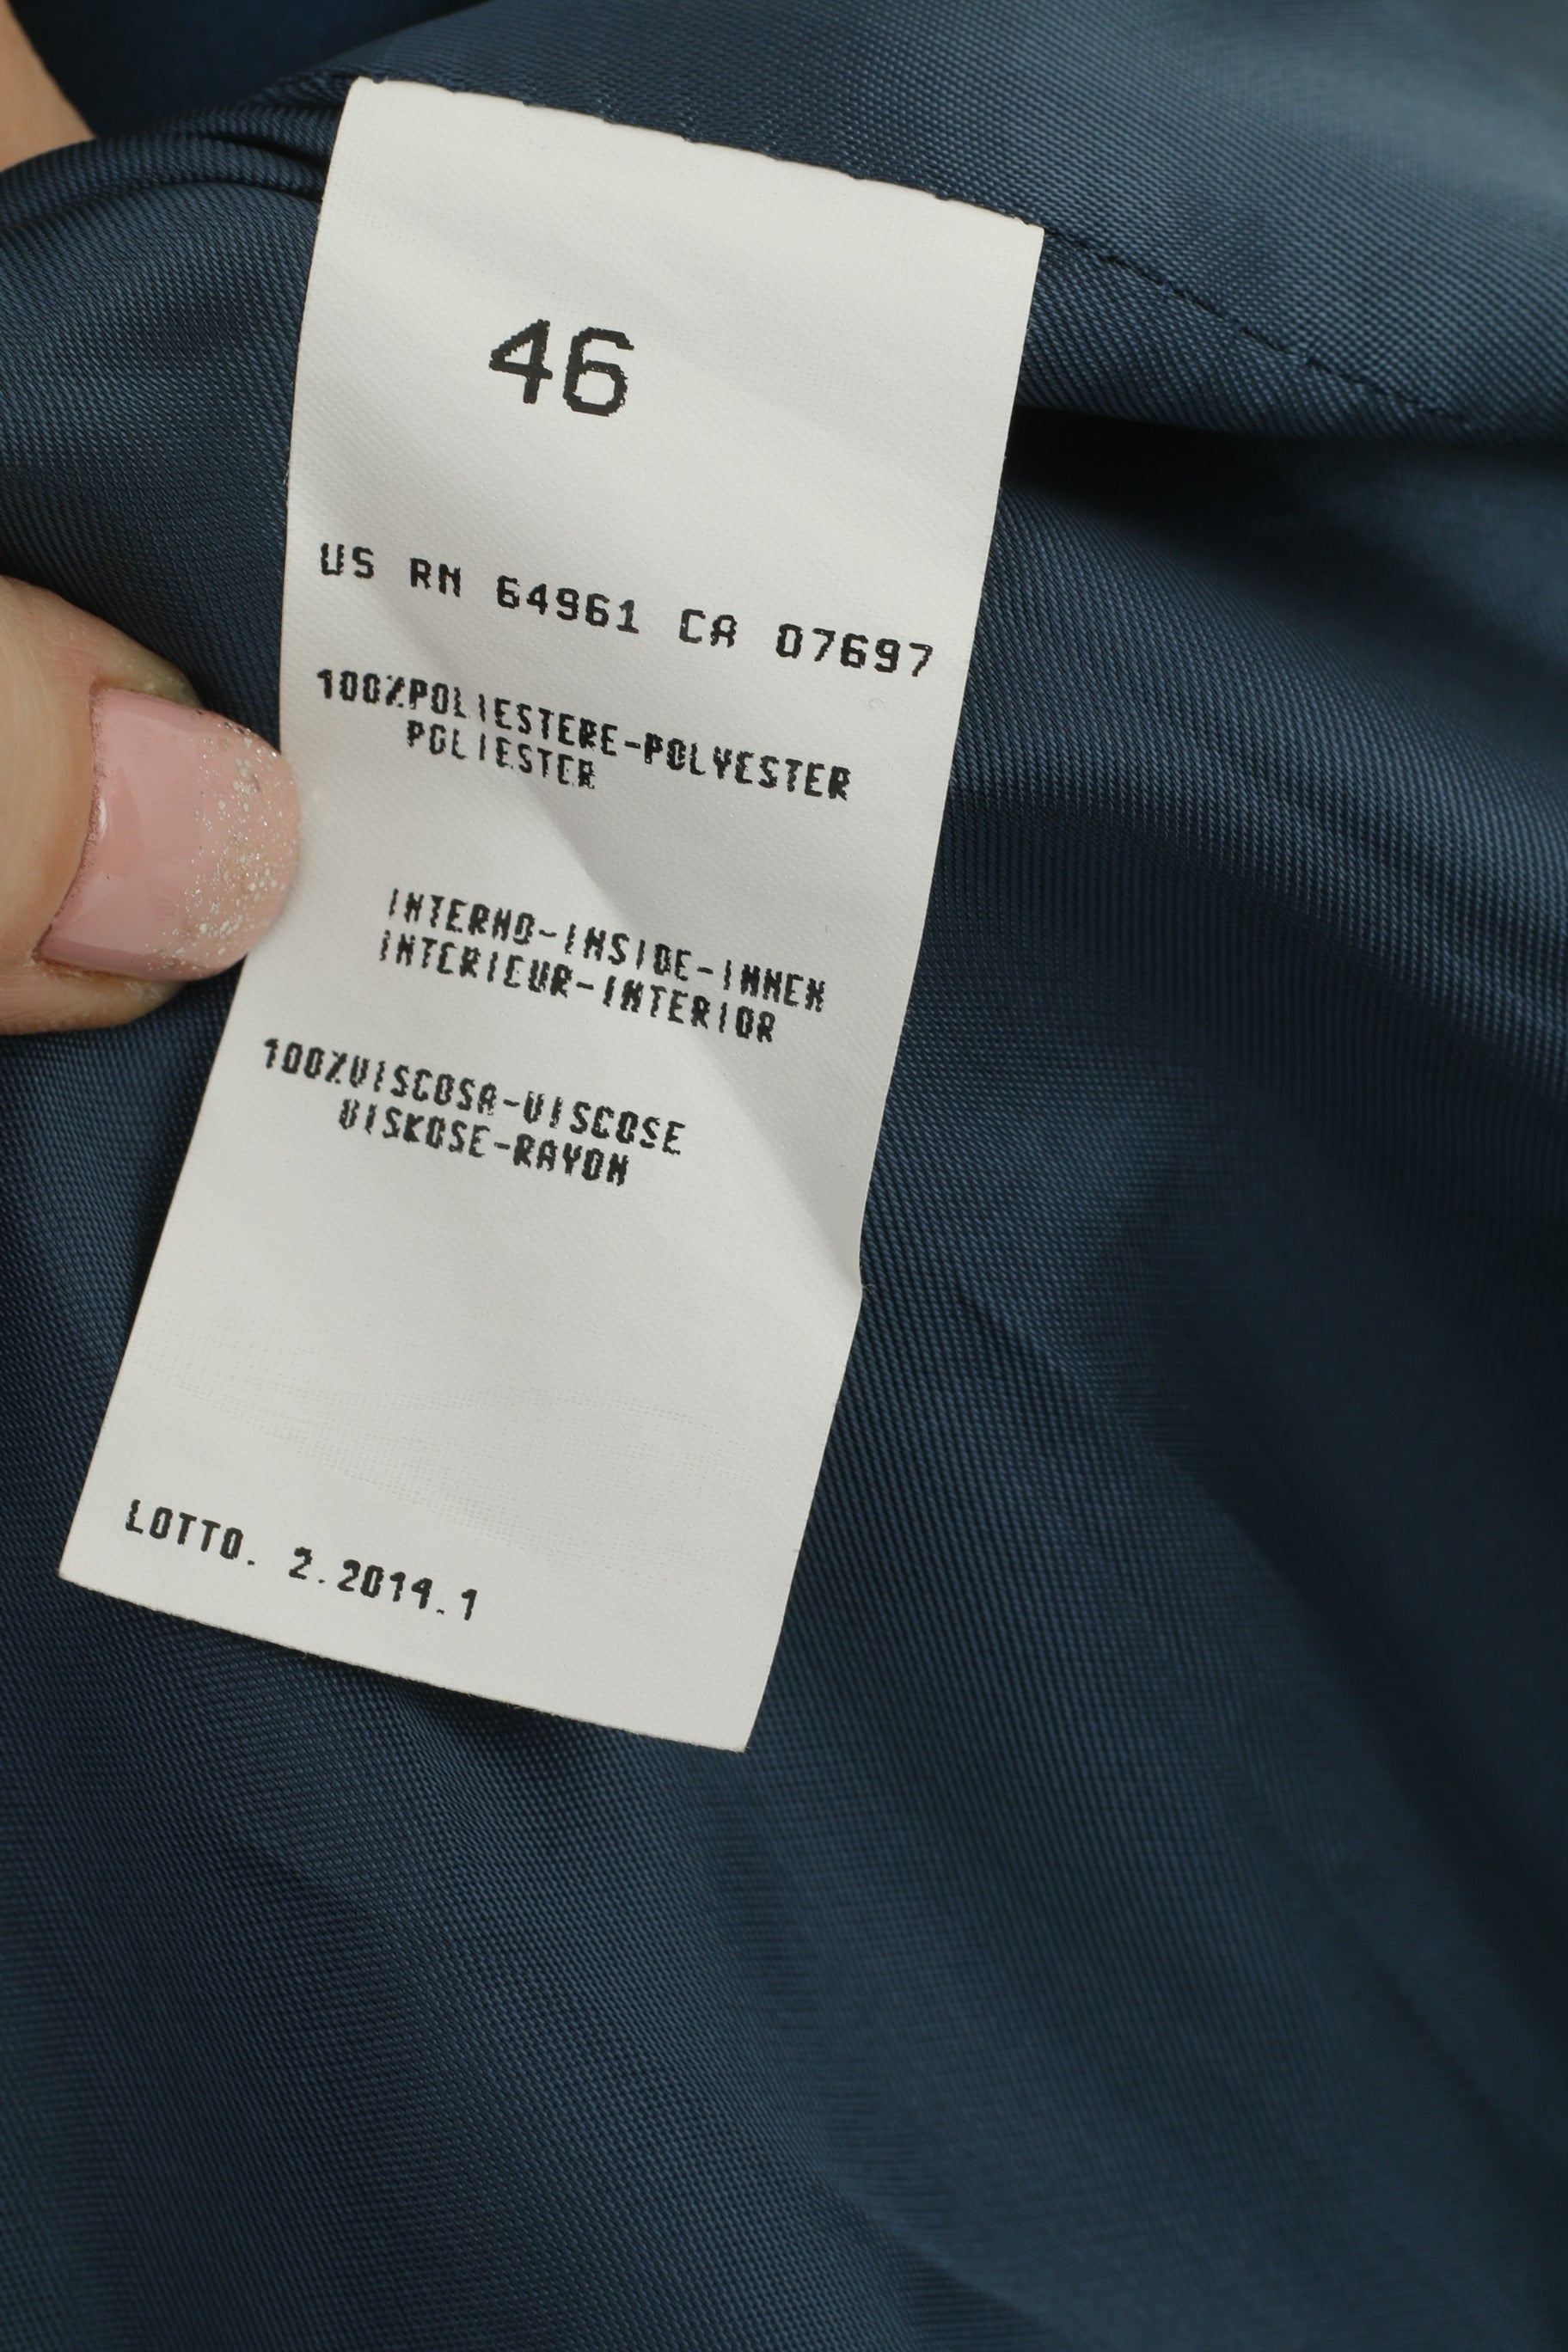 46
US RN 64961 CA 07697
100%POLIESTERE-POLYESTER
POLIESTER
INTERNO-INSIDE-INNEN
INTERIEUR-INTERIOR
100%VISCOSA-VISCOSE
VISKOSE-RAYON
LOTTO. 2.2014.1